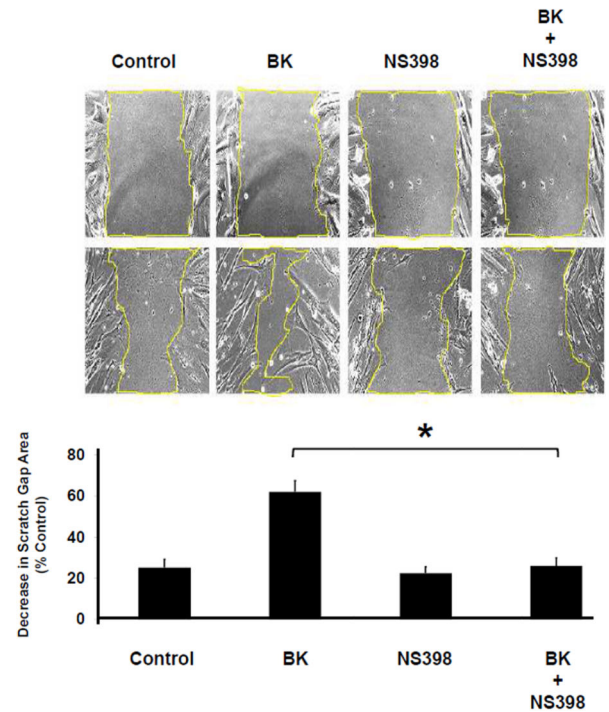 Control
BK
NS398
BK
+
NS398
*
Decrease in Scratch Gap Area
(% Control)
80
60
40
20
0
Control
BK
NS398
BK
+
NS398